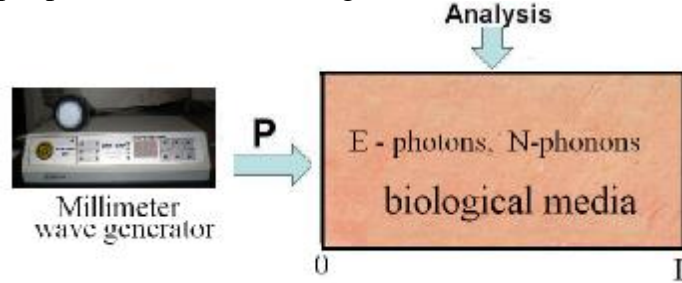 Analysis
P
E - photons, N-phonons
biological media
Millimeter
wave generator
0